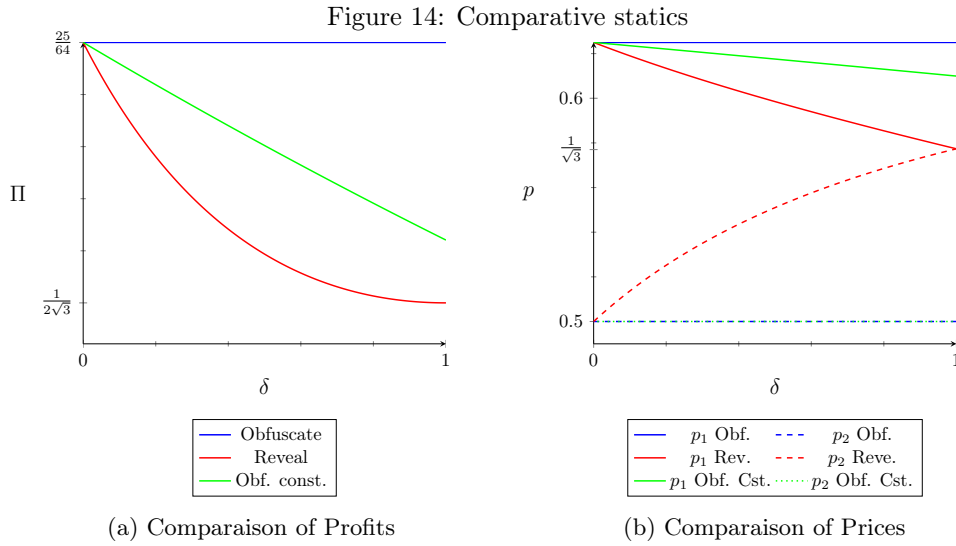 Figure 14: Comparative statics
25/64
Π
1/2√3
0
1
δ
Obfuscate
Reveal
Obf. const.
(a) Comparaison of Profits
0.6
1/√3
p
0.5
0
1
δ
p₁ Obf. p₂ Obf.
p₁ Rev. p₂ Reve.
p₁ Obf. Cst. p₂ Obf. Cst.
(b) Comparaison of Prices